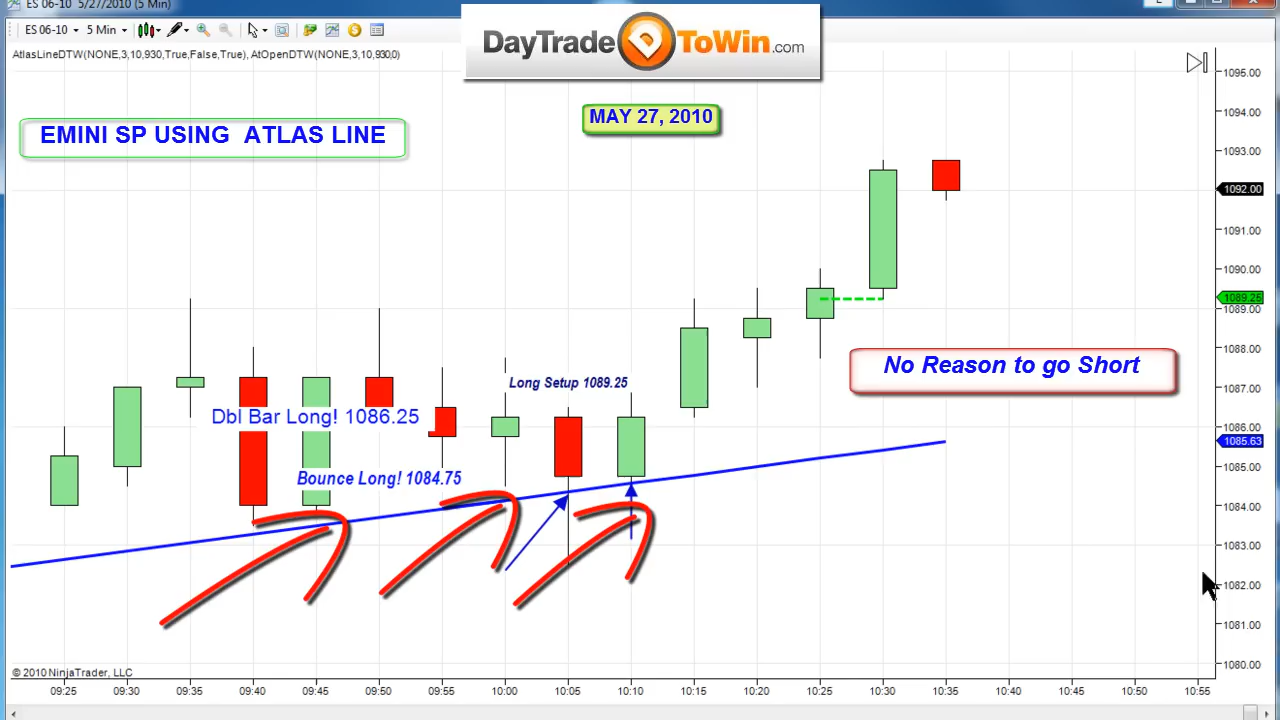 ES 06-10 5/27/2010 (5 Min)
ES 06-10 5 Min
AtlasLineDTW(NONE,3,10,930,True,False,True), AtOpenDTW(NONE,3,10,930,0)
DayTradeToWin.com
EMINI SP USING ATLAS LINE
MAY 27, 2010
No Reason to go Short
Long Setup 1089.25
Dbl Bar Long! 1086.25
Bounce Long! 1084.75
1095.00
1094.00
1093.00
1092.00
1091.00
1090.00
1089.25
1089.00
1088.00
1087.00
1086.00
1085.63
1085.00
1084.00
1083.00
1082.00
1081.00
1080.00
© 2010 NinjaTrader, LLC
09:25 09:30 09:35 09:40 09:45 09:50 09:55 10:00 10:05 10:10 10:15 10:20 10:25 10:30 10:35 10:40 10:45 10:50 10:55